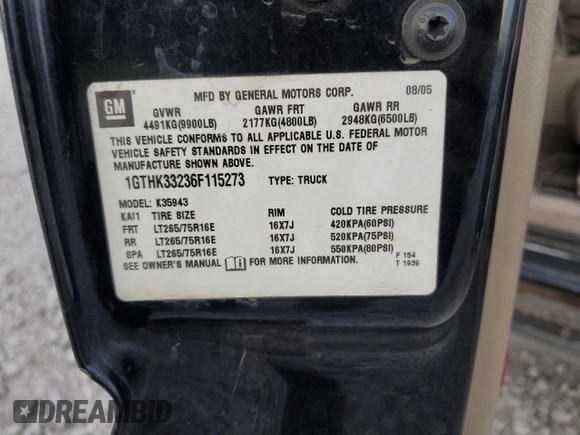 MFD BY GENERAL MOTORS CORP. 08/05
GM
GVWR GAWR FRT GAWR RR
4491KG(9900LB) 2177KG(4800LB) 2948KG(6500LB)
THIS VEHICLE CONFORMS TO ALL APPLICABLE U.S. FEDERAL MOTOR
VEHICLE SAFETY STANDARDS IN EFFECT ON THE DATE OF
MANUFACTURE SHOWN ABOVE.
1GTHK33236F115273 TYPE: TRUCK
MODEL: K35943
KAI1 TIRE SIZE RIM COLD TIRE PRESSURE
FRT LT265/75R16E 16X7J 420KPA(60PSI)
RR LT265/75R16E 16X7J 520KPA(75PSI)
SPA LT265/75R16E 16X7J 550KPA(80PSI)
SEE OWNER'S MANUAL FOR MORE INFORMATION. F 154
T 1936
DREAMBID